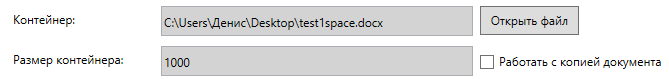 Контейнер: C:\Users\Денис\Desktop\test1space.docx Открыть файл
Размер контейнера: 1000 Работать с копией документа